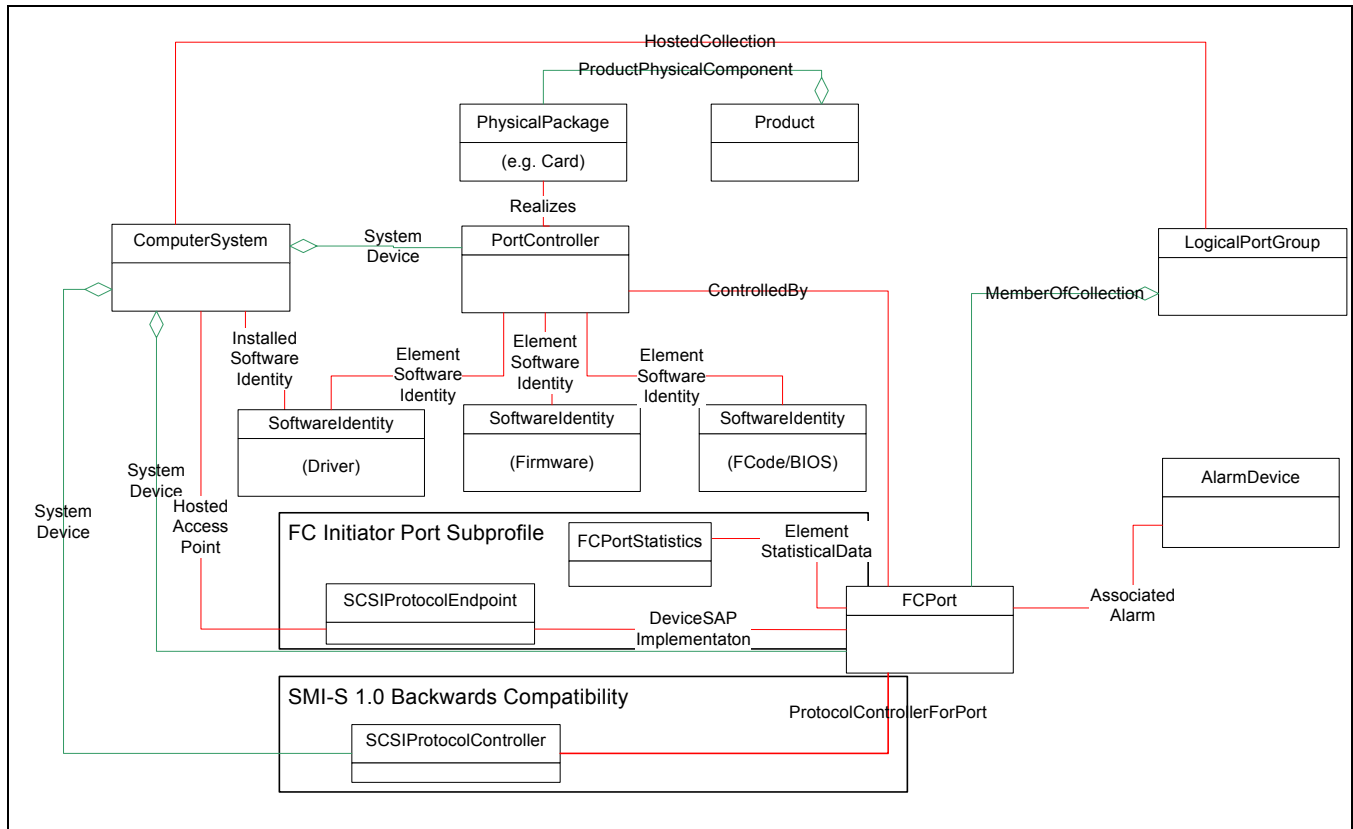 HostedCollection
ProductPhysicalComponent
PhysicalPackage
(e.g. Card)
Product
Realizes
ComputerSystem
System
Device
PortController
LogicalPortGroup
ControlledBy
MemberOfCollection
Installed
Software
Identity
Element
Software
Identity
Element
Software
Identity
Element
Software
Identity
SoftwareIdentity
(Driver)
SoftwareIdentity
(Firmware)
SoftwareIdentity
(FCode/BIOS)
System
Device
System
Device
Hosted
Access
Point
AlarmDevice
FC Initiator Port Subprofile
FCPortStatistics
Element
StatisticalData
SCSIProtocolEndpoint
DeviceSAP
Implementaton
FCPort
Associated
Alarm
SMI-S 1.0 Backwards Compatibility
ProtocolControllerForPort
SCSIProtocolController